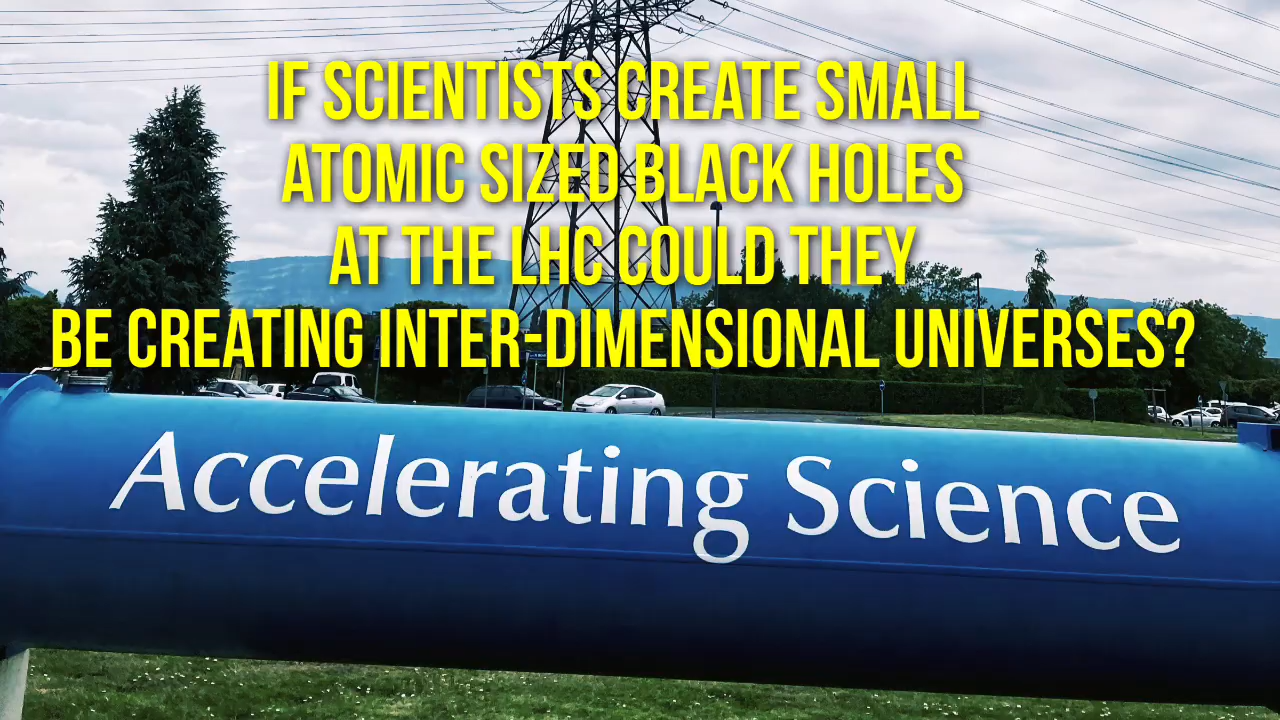 IF SCIENTISTS CREATE SMALL
ATOMIC SIZED BLACK HOLES
AT THE LHC COULD THEY
BE CREATING INTER-DIMENSIONAL UNIVERSES?
Accelerating Science